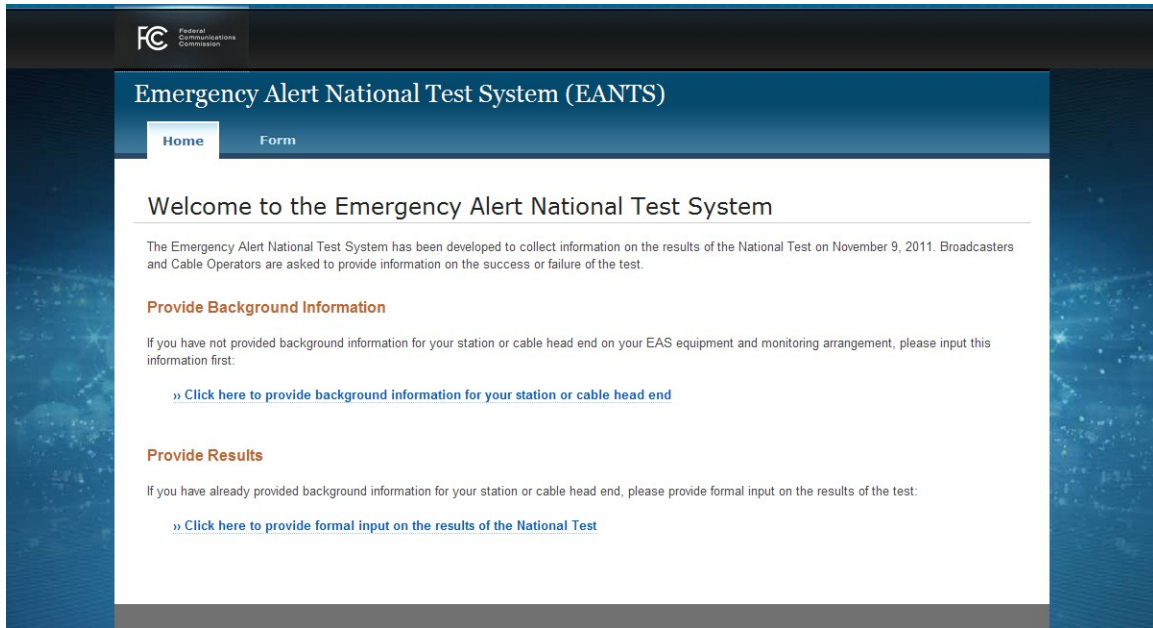 FCC
Federal
Communications
Commission
Emergency Alert National Test System (EANTS)
Home Form
Welcome to the Emergency Alert National Test System
The Emergency Alert National Test System has been developed to collect information on the results of the National Test on November 9, 2011. Broadcasters
and Cable Operators are asked to provide information on the success or failure of the test.
Provide Background Information
If you have not provided background information for your station or cable head end on your EAS equipment and monitoring arrangement, please input this
information first:
» Click here to provide background information for your station or cable head end
Provide Results
If you have already provided background information for your station or cable head end, please provide formal input on the results of the test:
» Click here to provide formal input on the results of the National Test